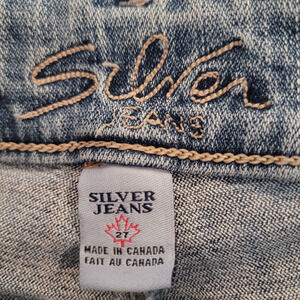 Silver
JEANS
SILVER
JEANS
27
MADE IN CANADA
FAIT AU CANADA